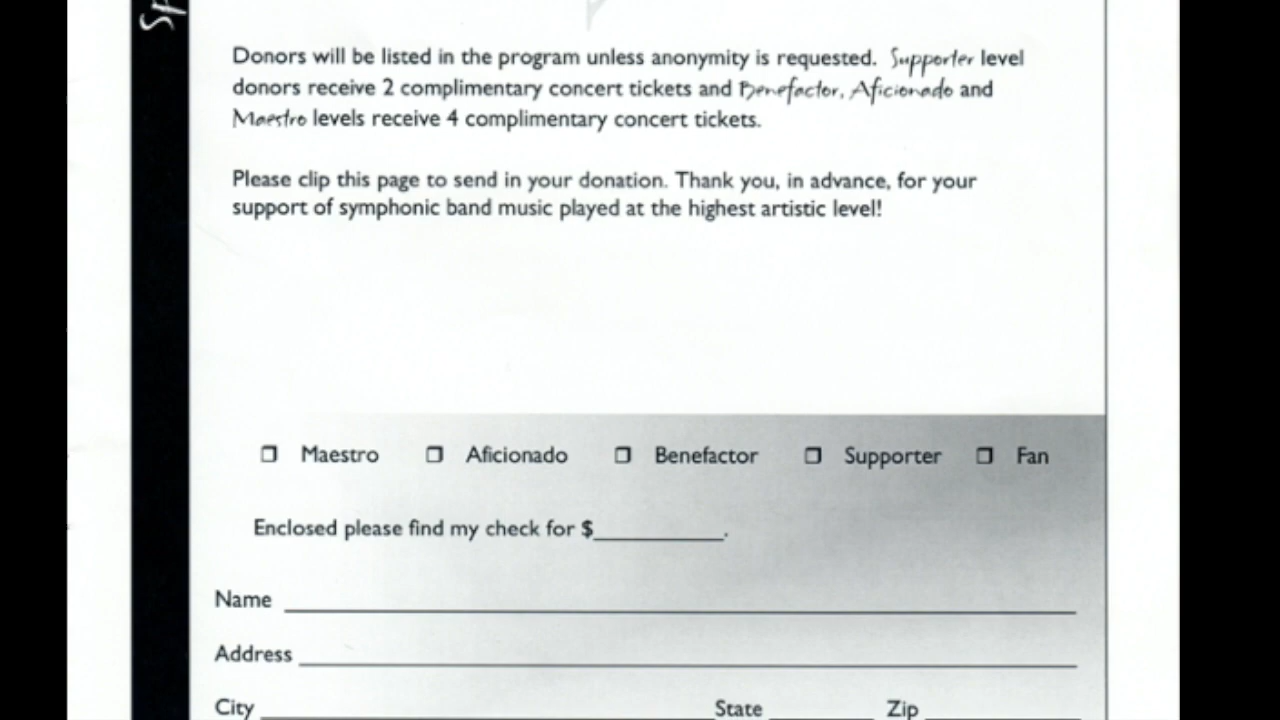 Sp
Donors will be listed in the program unless anonymity is requested. Supporter level
donors receive 2 complimentary concert tickets and Benefactor, Aficionado and
Maestro levels receive 4 complimentary concert tickets.
Please clip this page to send in your donation. Thank you, in advance, for your
support of symphonic band music played at the highest artistic level!
❒ Maestro ❒ Aficionado ❒ Benefactor ❒ Supporter ❒ Fan
Enclosed please find my check for $__________.
Name
Address
City State Zip